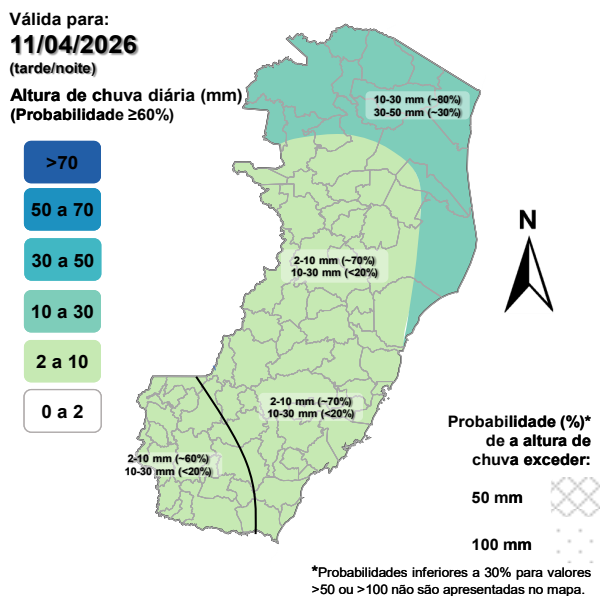 Válida para:
11/04/2026
(tarde/noite)
Altura de chuva diária (mm)
(Probabilidade ≥60%)
>70
50 a 70
30 a 50
10 a 30
2 a 10
0 a 2
10-30 mm (~80%)
30-50 mm (~30%)
2-10 mm (~70%)
10-30 mm (<20%)
2-10 mm (~70%)
10-30 mm (<20%)
2-10 mm (~60%)
10-30 mm (<20%)
N
Probabilidade (%)*
de a altura de
chuva exceder:
50 mm
100 mm
*Probabilidades inferiores a 30% para valores
>50 ou >100 não são apresentadas no mapa.